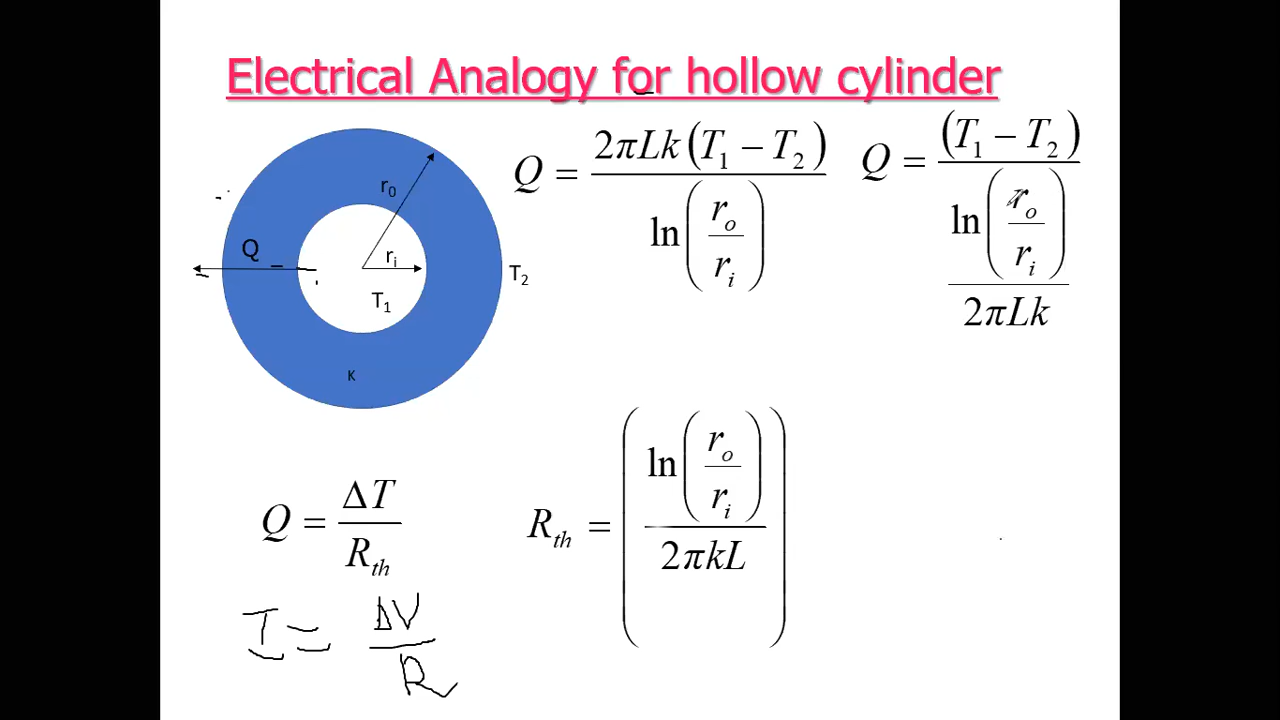 Electrical Analogy for hollow cylinder
Q = 2πLk(T₁ − T₂) / ln(rₒ/rᵢ)
Q = (T₁ − T₂) / (ln(rₒ/rᵢ) / 2πLk)
r₀
Q
rᵢ
T₂
T₁
K
Q = ΔT / Rₜₕ
Rₜₕ = (ln(rₒ/rᵢ) / 2πkL)
I = ΔV / R